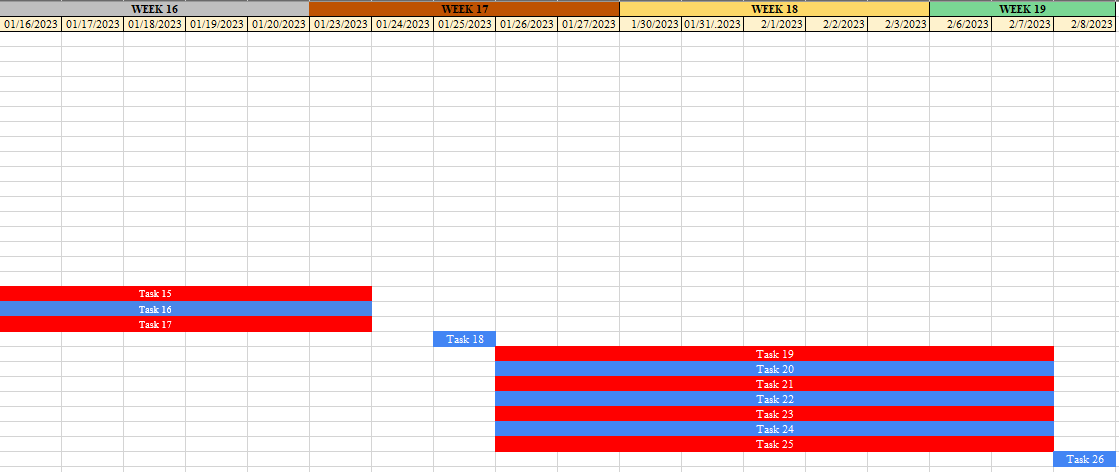 WEEK 16 WEEK 17 WEEK 18 WEEK 19
01/16/2023 01/17/2023 01/18/2023 01/19/2023 01/20/2023 01/23/2023 01/24/2023 01/25/2023 01/26/2023 01/27/2023 1/30/2023 01/31/2023 2/1/2023 2/2/2023 2/3/2023 2/6/2023 2/7/2023 2/8/2023
Task 15
Task 16
Task 17
Task 18
Task 19
Task 20
Task 21
Task 22
Task 23
Task 24
Task 25
Task 26